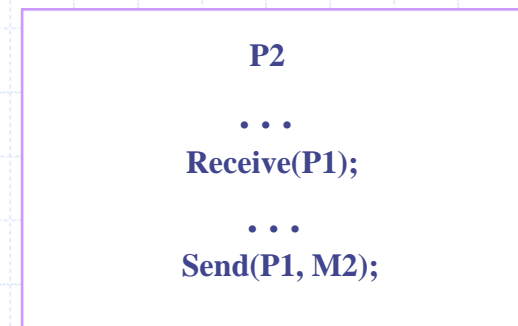 P2
. . .
Receive(P1);
. . .
Send(P1, M2);